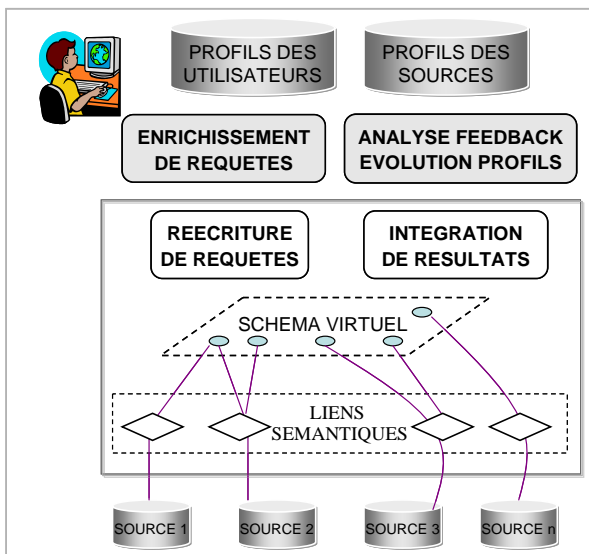 PROFILS DES
UTILISATEURS
PROFILS DES
SOURCES
ENRICHISSEMENT
DE REQUETES
ANALYSE FEEDBACK
EVOLUTION PROFILS
REECRITURE
DE REQUETES
INTEGRATION
DE RESULTATS
SCHEMA VIRTUEL
LIENS
SEMANTIQUES
SOURCE 1
SOURCE 2
SOURCE 3
SOURCE n